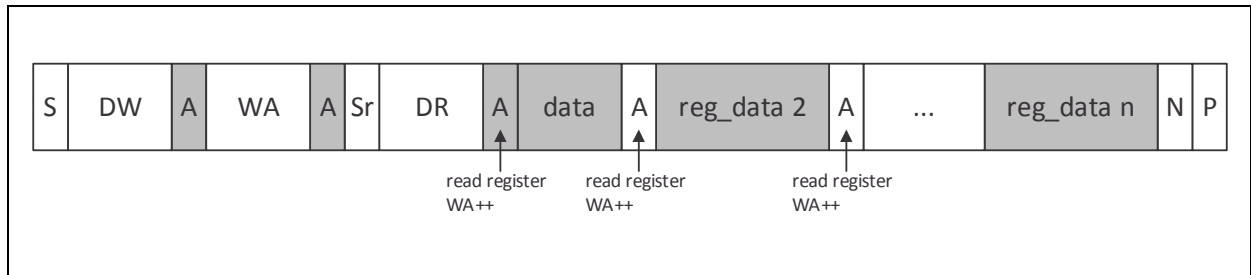 S DW A WA A Sr DR A data A reg_data 2 A ... reg_data n N P
read register read register read register
WA++ WA++ WA++